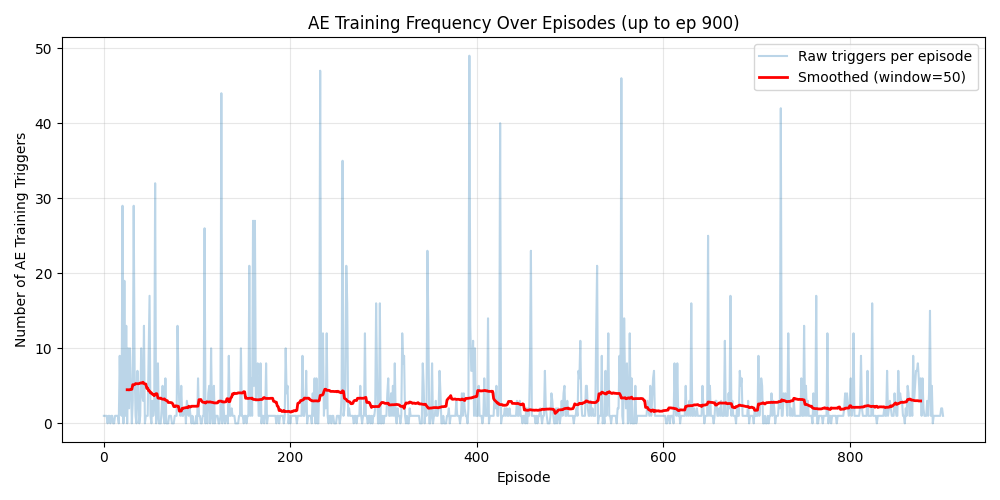 AE Training Frequency Over Episodes (up to ep 900)
Raw triggers per episode
Smoothed (window=50)
Number of AE Training Triggers
50
40
30
20
10
0
0 200 400 600 800
Episode